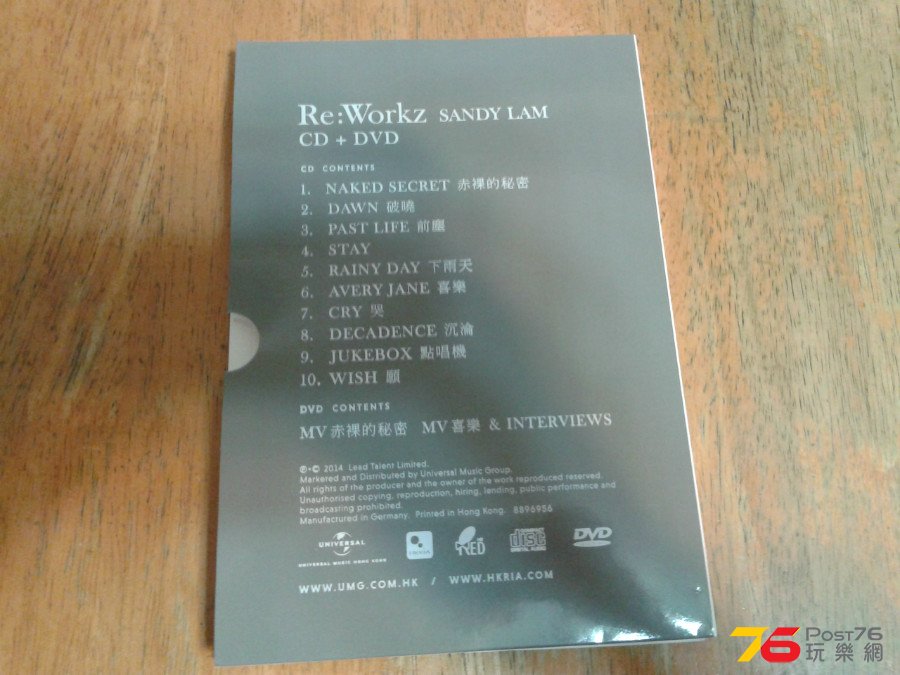 Re:Workz SANDY LAM
CD + DVD
CD CONTENTS
1. NAKED SECRET 赤裸的秘密
2. DAWN 破曉
3. PAST LIFE 前塵
4. STAY
5. RAINY DAY 下雨天
6. AVERY JANE 喜樂
7. CRY 哭
8. DECADENCE 沉淪
9. JUKEBOX 點唱機
10. WISH 願
DVD CONTENTS
MV 赤裸的秘密 MV 喜樂 & INTERVIEWS
℗·© 2014 Lead Talent Limited.
Marketed and Distributed by Universal Music Group.
All rights of the producer and the owner of the work reproduced reserved.
Unauthorised copying, reproduction, hiring, lending, public performance and
broadcasting prohibited.
Manufactured in Germany. Printed in Hong Kong. 8896956
UNIVERSAL
UNIVERSAL MUSIC HONG KONG
RED
COMPACT
disc
DIGITAL AUDIO
DVD
WWW.UMG.COM.HK / WWW.HKRIA.COM
76 POST76
玩樂網